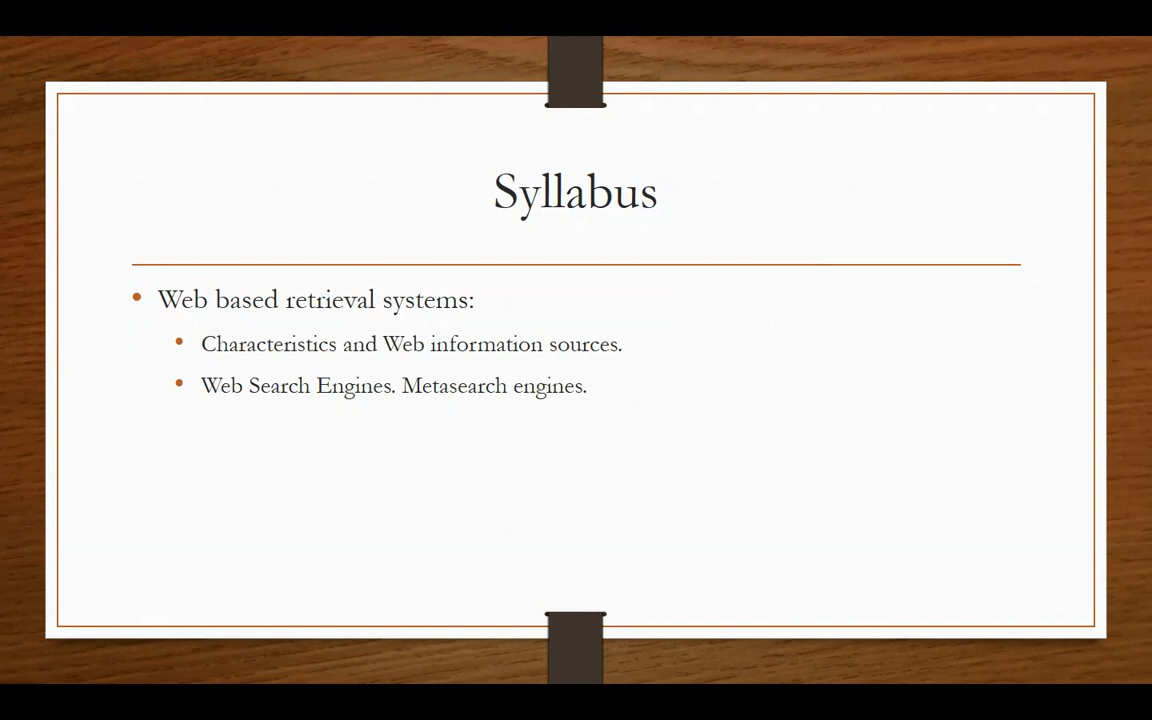 Syllabus
Web based retrieval systems:
Characteristics and Web information sources.
Web Search Engines. Metasearch engines.